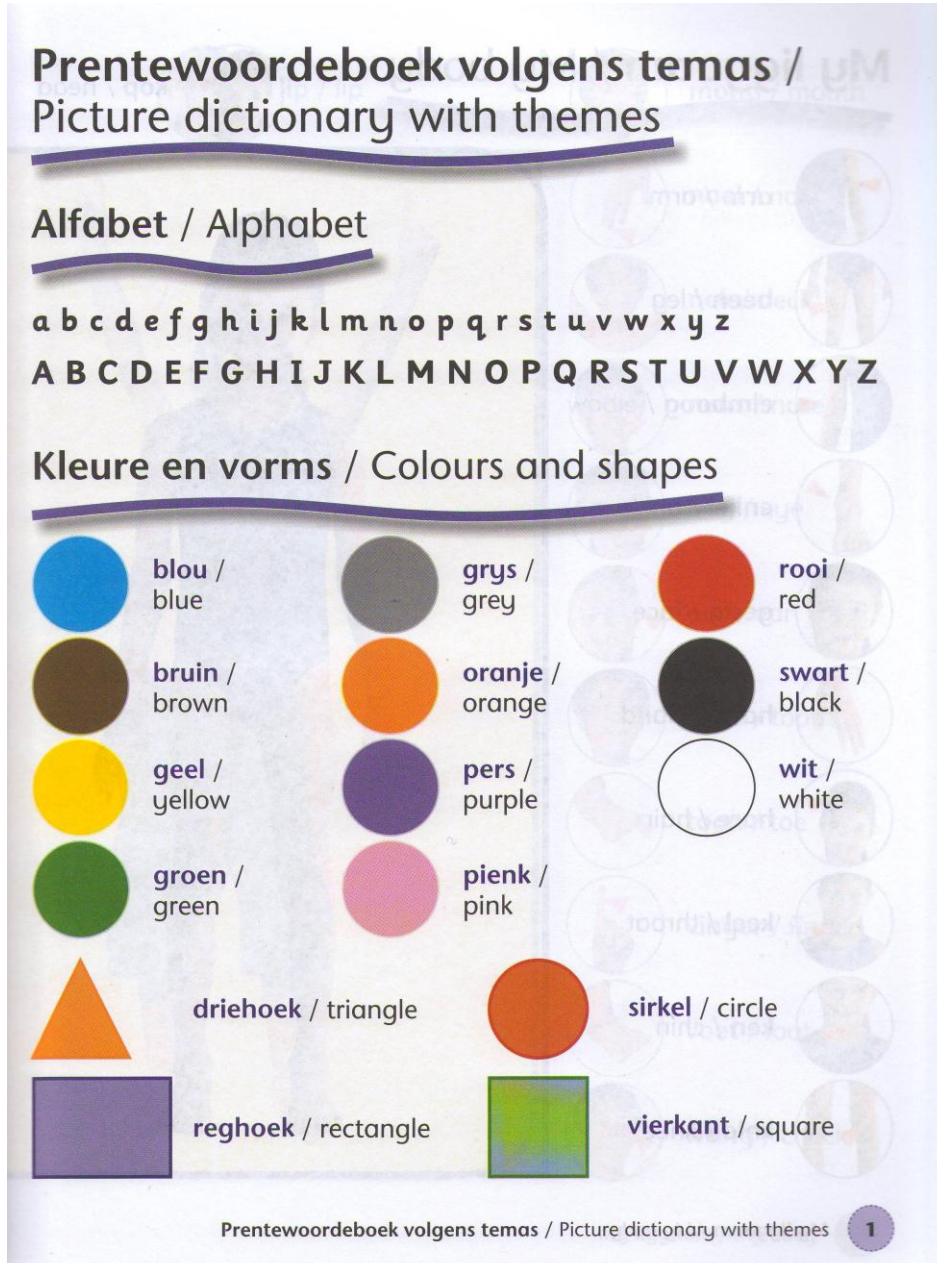 Prentewoordeboek volgens temas /
Picture dictionary with themes
Alfabet / Alphabet
a b c d e f g h i j k l m n o p q r s t u v w x y z
A B C D E F G H I J K L M N O P Q R S T U V W X Y Z
Kleure en vorms / Colours and shapes
blou /
blue
grys /
grey
rooi /
red
bruin /
brown
oranje /
orange
swart /
black
geel /
yellow
pers /
purple
wit /
white
groen /
green
pienk /
pink
driehoek / triangle
sirkel / circle
reghoek / rectangle
vierkant / square
Prentewoordeboek volgens temas / Picture dictionary with themes 1